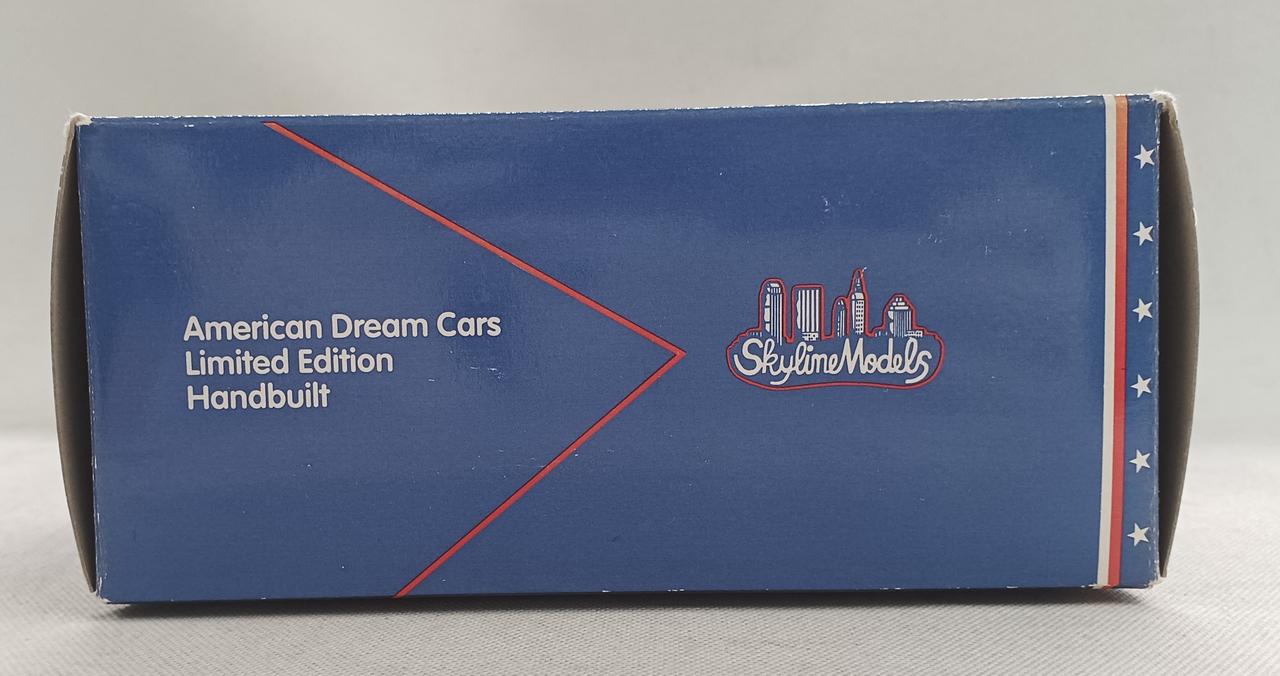 American Dream Cars
Limited Edition
Handbuilt
SkylineModels